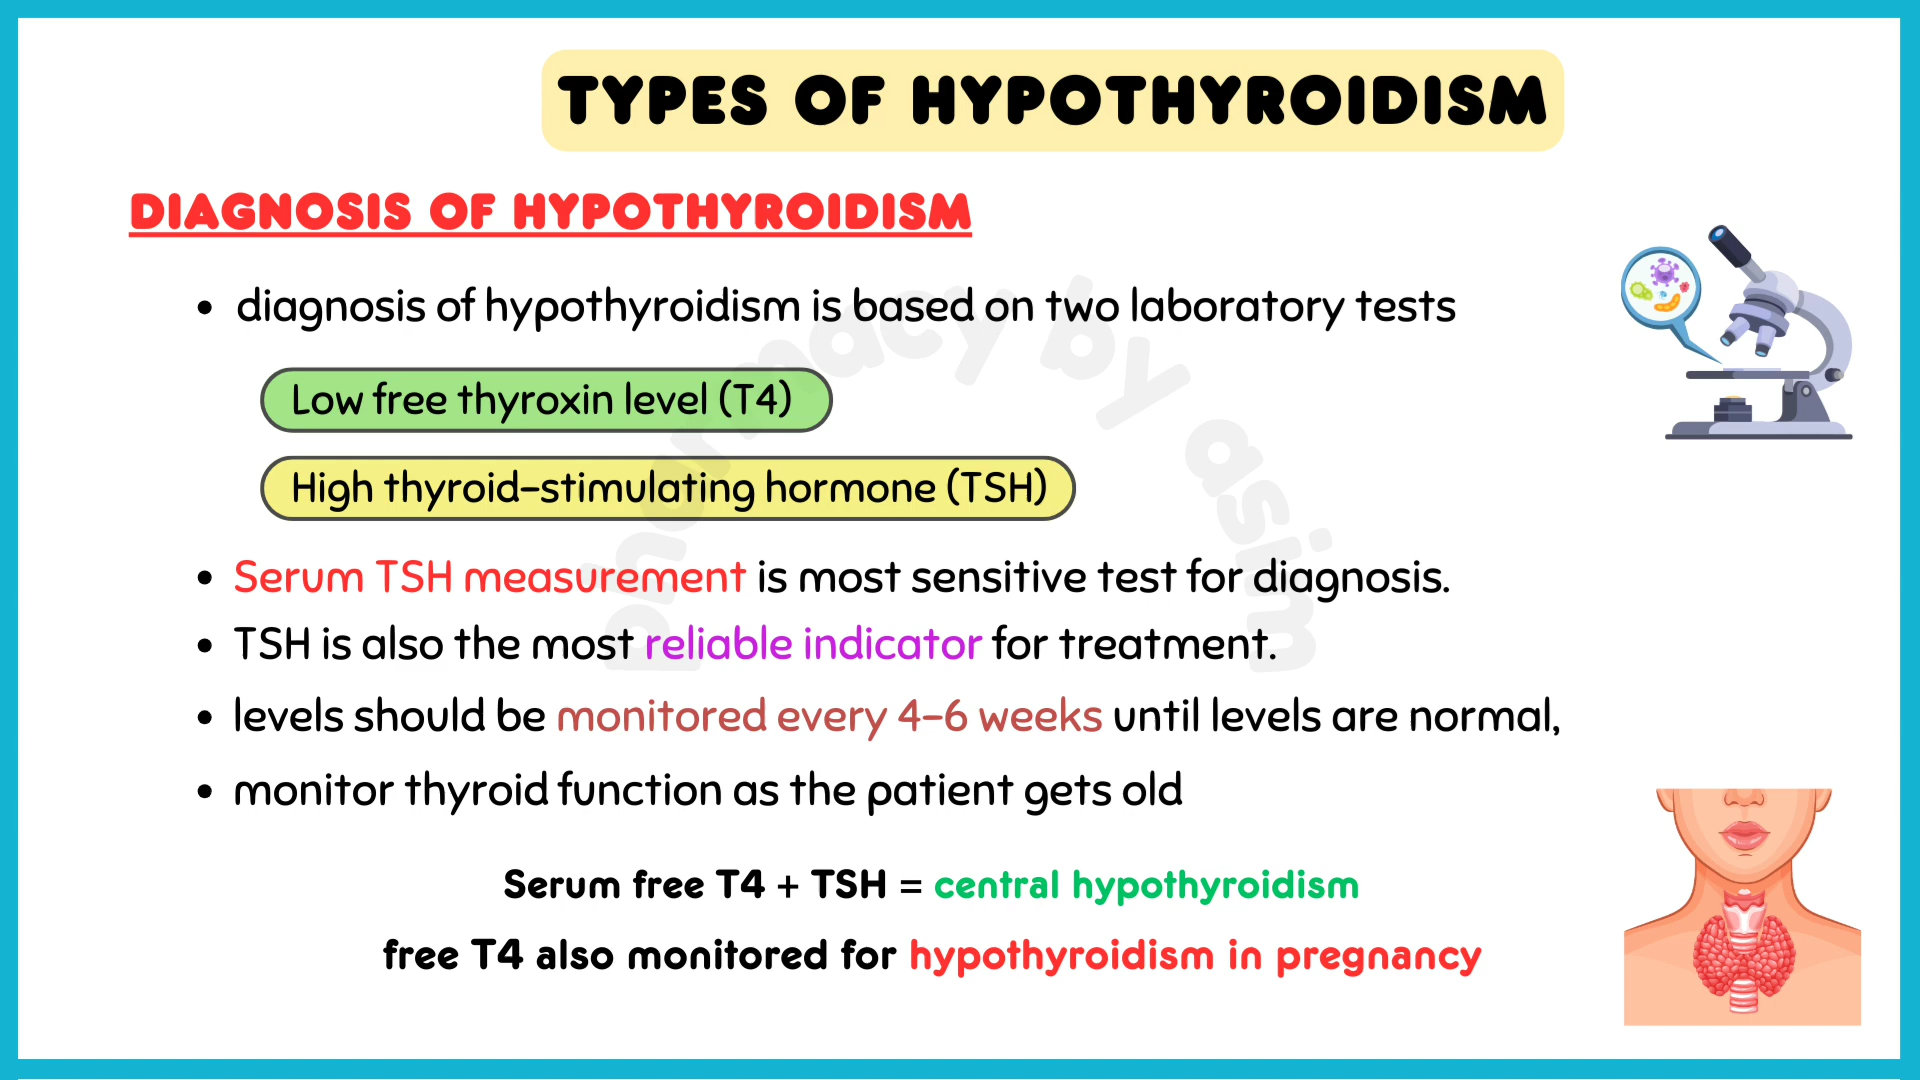 TYPES OF HYPOTHYROIDISM
DIAGNOSIS OF HYPOTHYROIDISM
• diagnosis of hypothyroidism is based on two laboratory tests
Low free thyroxin level (T4)
High thyroid-stimulating hormone (TSH)
• Serum TSH measurement is most sensitive test for diagnosis.
• TSH is also the most reliable indicator for treatment.
• levels should be monitored every 4-6 weeks until levels are normal,
• monitor thyroid function as the patient gets old
Serum free T4 + TSH = central hypothyroidism
free T4 also monitored for hypothyroidism in pregnancy
pharmacy by asim